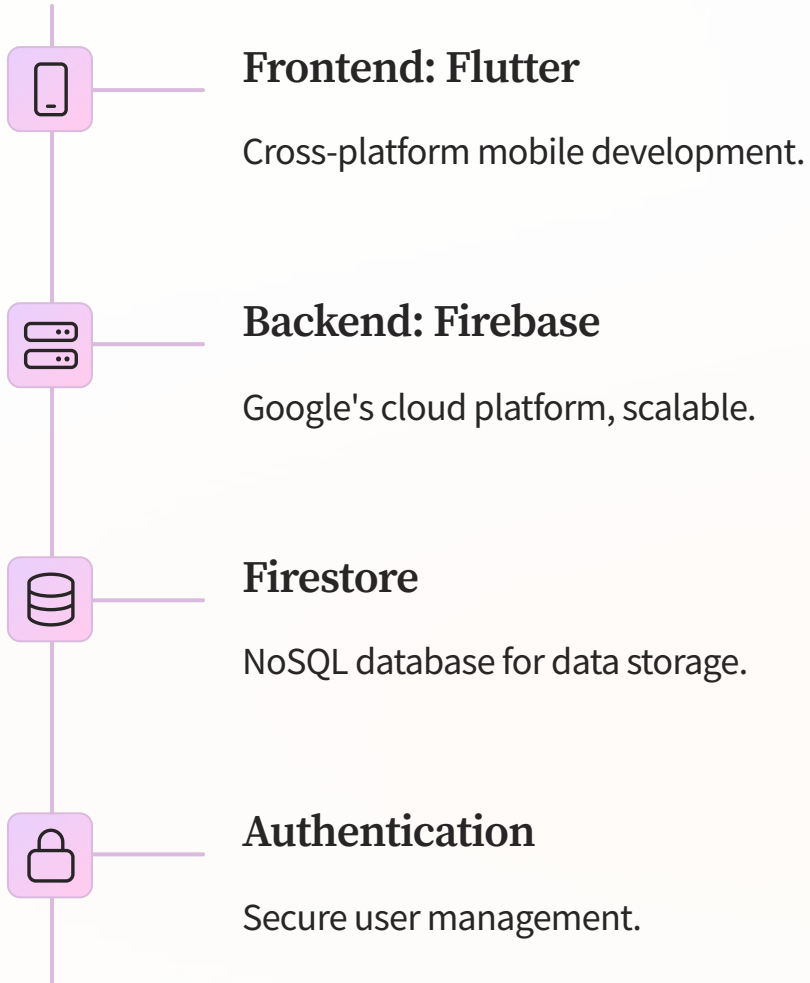 Frontend: Flutter
Cross-platform mobile development.
Backend: Firebase
Google's cloud platform, scalable.
Firestore
NoSQL database for data storage.
Authentication
Secure user management.